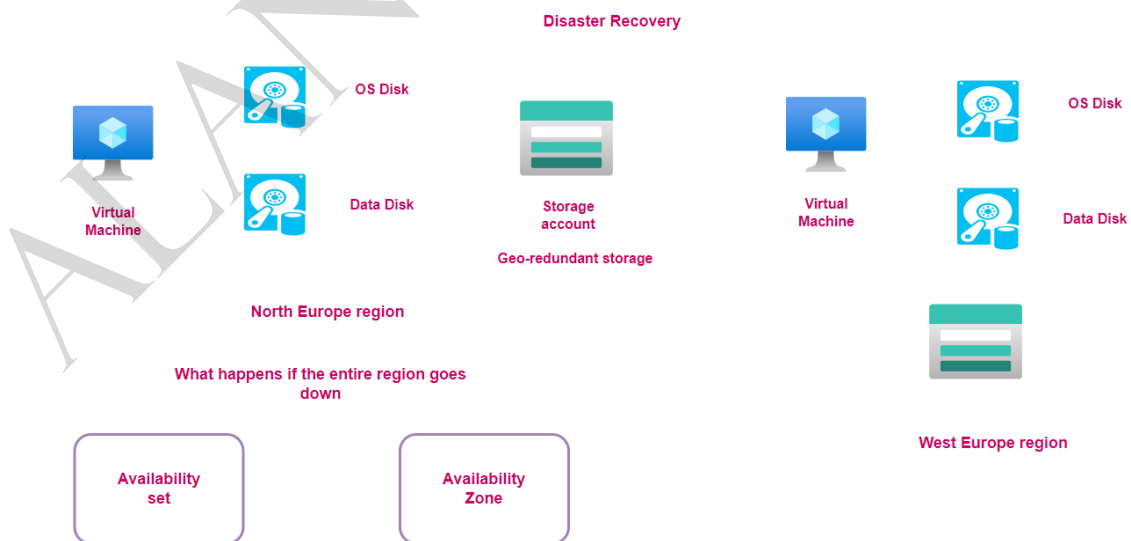 Disaster Recovery
OS Disk
OS Disk
Virtual
Machine
Data Disk
Storage
account
Virtual
Machine
Data Disk
Geo-redundant storage
North Europe region
What happens if the entire region goes
down
West Europe region
Availability
set
Availability
Zone
ALAN